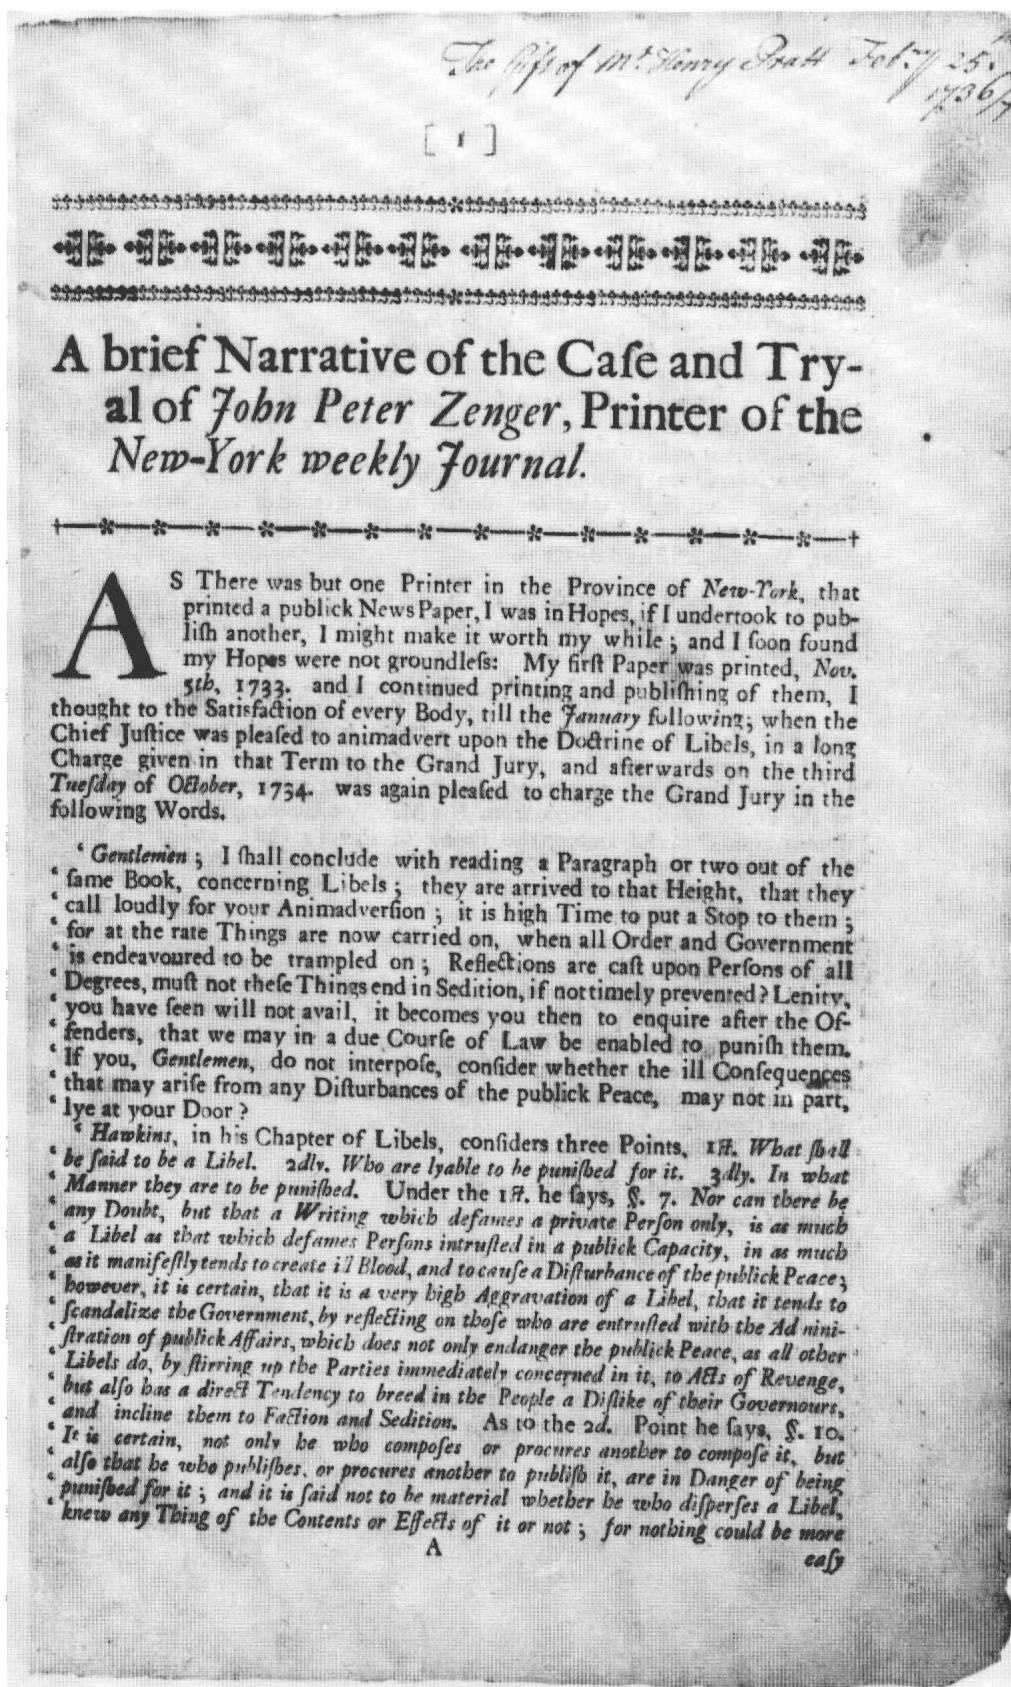 The Gift of Mr. Henry Pratt Febry 25
1736/7
[ 1 ]
A brief Narrative of the Caſe and Try-
al of John Peter Zenger, Printer of the
New-York weekly Journal.
AS There was but one Printer in the Province of New-York, that
printed a publick News Paper, I was in Hopes, if I undertook to pub-
liſh another, I might make it worth my while; and I ſoon found
my Hopes were not groundleſs: My firſt Paper was printed, Nov.
5th, 1733. and I continued printing and publiſhing of them, I
thought to the Satisfaction of every Body, till the January following; when the
Chief Juſtice was pleaſed to animadvert upon the Doctrine of Libels, in a long
Charge given in that Term to the Grand Jury, and afterwards on the third
Tueſday of October, 1734. was again pleaſed to charge the Grand Jury in the
following Words.
‘ Gentlemen; I ſhall conclude with reading a Paragraph or two out of the
‘ ſame Book, concerning Libels; they are arrived to that Height, that they
‘ call loudly for your Animadverſion; it is high Time to put a Stop to them;
‘ for at the rate Things are now carried on, when all Order and Government
‘ is endeavoured to be trampled on; Reflections are caſt upon Perſons of all
‘ Degrees, muſt not theſe Things end in Sedition, if not timely prevented? Lenity,
‘ you have ſeen will not avail, it becomes you then to enquire after the Of-
‘ fenders, that we may in a due Courſe of Law be enabled to puniſh them.
‘ If you, Gentlemen, do not interpoſe, conſider whether the ill Conſequences
‘ that may ariſe from any Diſturbances of the publick Peace, may not in part,
‘ lye at your Door?
‘ Hawkins, in his Chapter of Libels, conſiders three Points, 1ſt. What ſhall
‘ be ſaid to be a Libel. 2dly. Who are lyable to be puniſhed for it. 3dly. In what
‘ Manner they are to be puniſhed. Under the 1ſt. he ſays, §. 7. Nor can there be
‘ any Doubt, but that a Writing which defames a private Perſon only, is as much
‘ a Libel as that which defames Perſons intruſted in a publick Capacity, in as much
‘ as it manifeſtly tends to create ill Blood, and to cauſe a Diſturbance of the publick Peace;
‘ however, it is certain, that it is a very high Aggravation of a Libel, that it tends to
‘ ſcandalize the Government, by reflecting on thoſe who are entruſted with the Admini-
‘ ſtration of publick Affairs, which does not only endanger the publick Peace, as all other
‘ Libels do, by ſtirring up the Parties immediately concerned in it, to Acts of Revenge,
‘ but alſo has a direct Tendency to breed in the People a Diſlike of their Governours,
‘ and incline them to Faction and Sedition. As to the 2d. Point he ſays, §. 10.
‘ It is certain, not only he who compoſes or procures another to compoſe it, but
‘ alſo that he who publiſhes, or procures another to publiſh it, are in Danger of being
‘ puniſhed for it; and it is ſaid not to be material whether he who diſperſes a Libel,
‘ knew any Thing of the Contents or Effects of it or not; for nothing could be more
A
eaſy